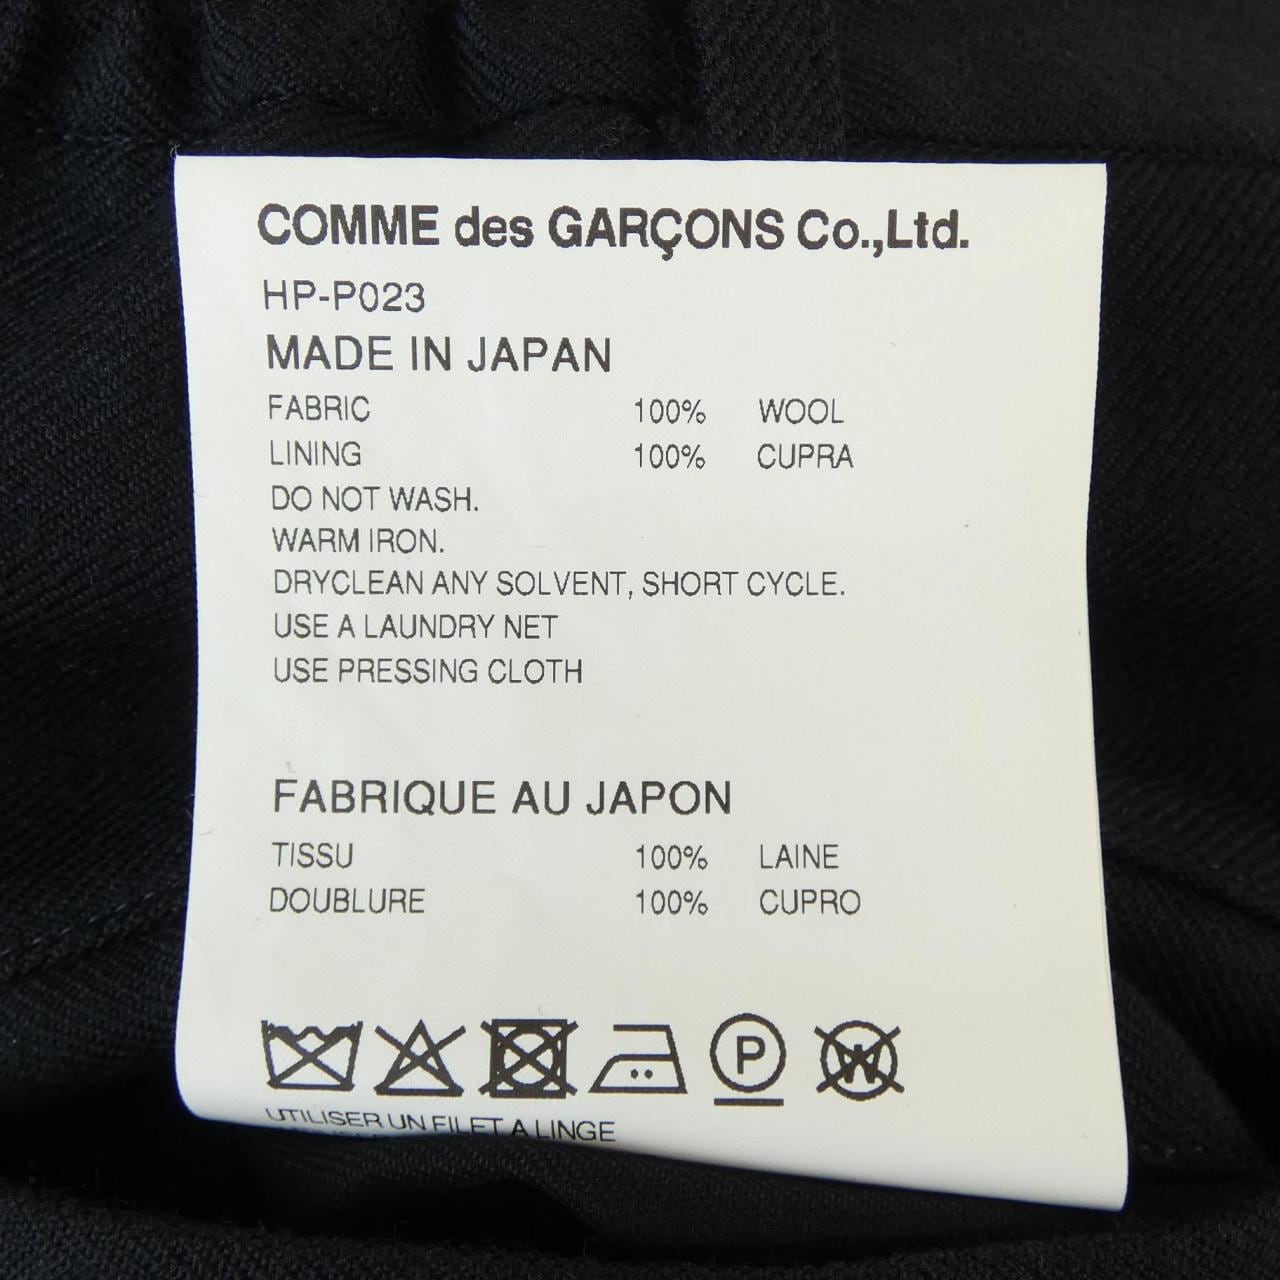 COMME des GARÇONS Co.,Ltd.
HP-P023
MADE IN JAPAN
FABRIC 100% WOOL
LINING 100% CUPRA
DO NOT WASH.
WARM IRON.
DRYCLEAN ANY SOLVENT, SHORT CYCLE.
USE A LAUNDRY NET
USE PRESSING CLOTH
FABRIQUE AU JAPON
TISSU 100% LAINE
DOUBLURE 100% CUPRO
P W
UTILISER UN FILET A LINGE